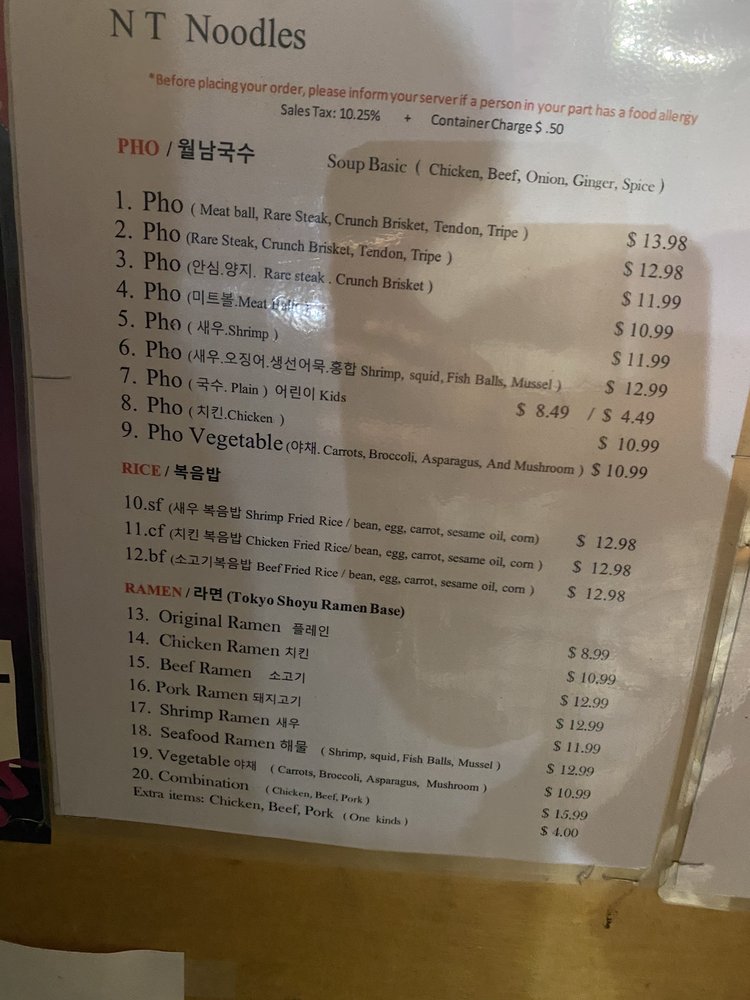 N T Noodles
*Before placing your order, please inform your server if a person in your part has a food allergy
Sales Tax: 10.25% + Container Charge $ .50
PHO / 월남국수 Soup Basic ( Chicken, Beef, Onion, Ginger, Spice )
1. Pho ( Meat ball, Rare Steak, Crunch Brisket, Tendon, Tripe ) $ 13.98
2. Pho (Rare Steak, Crunch Brisket, Tendon, Tripe ) $ 12.98
3. Pho (안심.양지. Rare steak . Crunch Brisket ) $ 11.99
4. Pho (미트볼.Meat Balls ) $ 10.99
5. Pho ( 새우.Shrimp ) $ 11.99
6. Pho (새우.오징어.생선어묵.홍합 Shrimp, squid, Fish Balls, Mussel ) $ 12.99
7. Pho ( 국수. Plain ) 어린이 Kids $ 8.49 / $ 4.49
8. Pho ( 치킨.Chicken ) $ 10.99
9. Pho Vegetable (야채. Carrots, Broccoli, Asparagus, And Mushroom ) $ 10.99
RICE / 복음밥
10.sf (새우 복음밥 Shrimp Fried Rice / bean, egg, carrot, sesame oil, corn) $ 12.98
11.cf (치킨 복음밥 Chicken Fried Rice/ bean, egg, carrot, sesame oil, corn ) $ 12.98
12.bf (소고기복음밥 Beef Fried Rice / bean, egg, carrot, sesame oil, corn ) $ 12.98
RAMEN / 라면 (Tokyo Shoyu Ramen Base)
13. Original Ramen 플레인 $ 8.99
14. Chicken Ramen 치킨 $ 10.99
15. Beef Ramen 소고기 $ 12.99
16. Pork Ramen 돼지고기 $ 12.99
17. Shrimp Ramen 새우 $ 11.99
18. Seafood Ramen 해물 ( Shrimp, squid, Fish Balls, Mussel ) $ 12.99
19. Vegetable 야채 ( Carrots, Broccoli, Asparagus, Mushroom ) $ 10.99
20. Combination ( Chicken, Beef, Pork ) $ 15.99
Extra items: Chicken, Beef, Pork ( One kinds ) $ 4.00